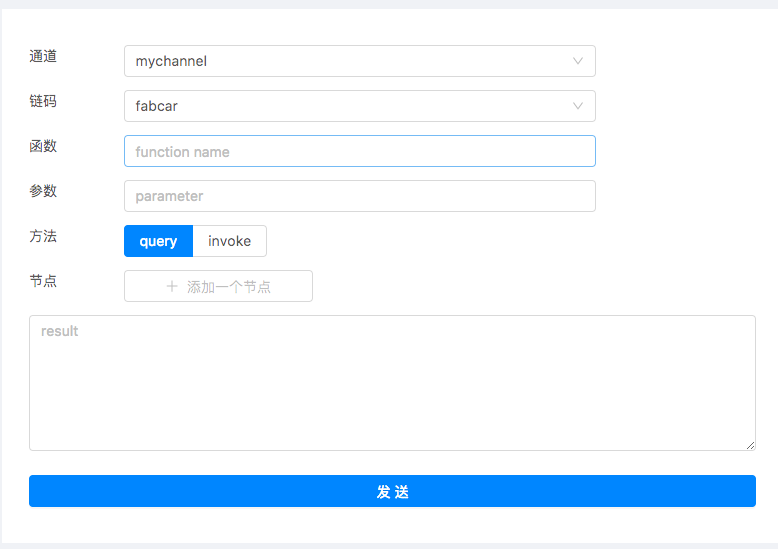 通道
mychannel
链码
fabcar
函数
function name
参数
parameter
方法
query invoke
节点
添加一个节点
result
发 送